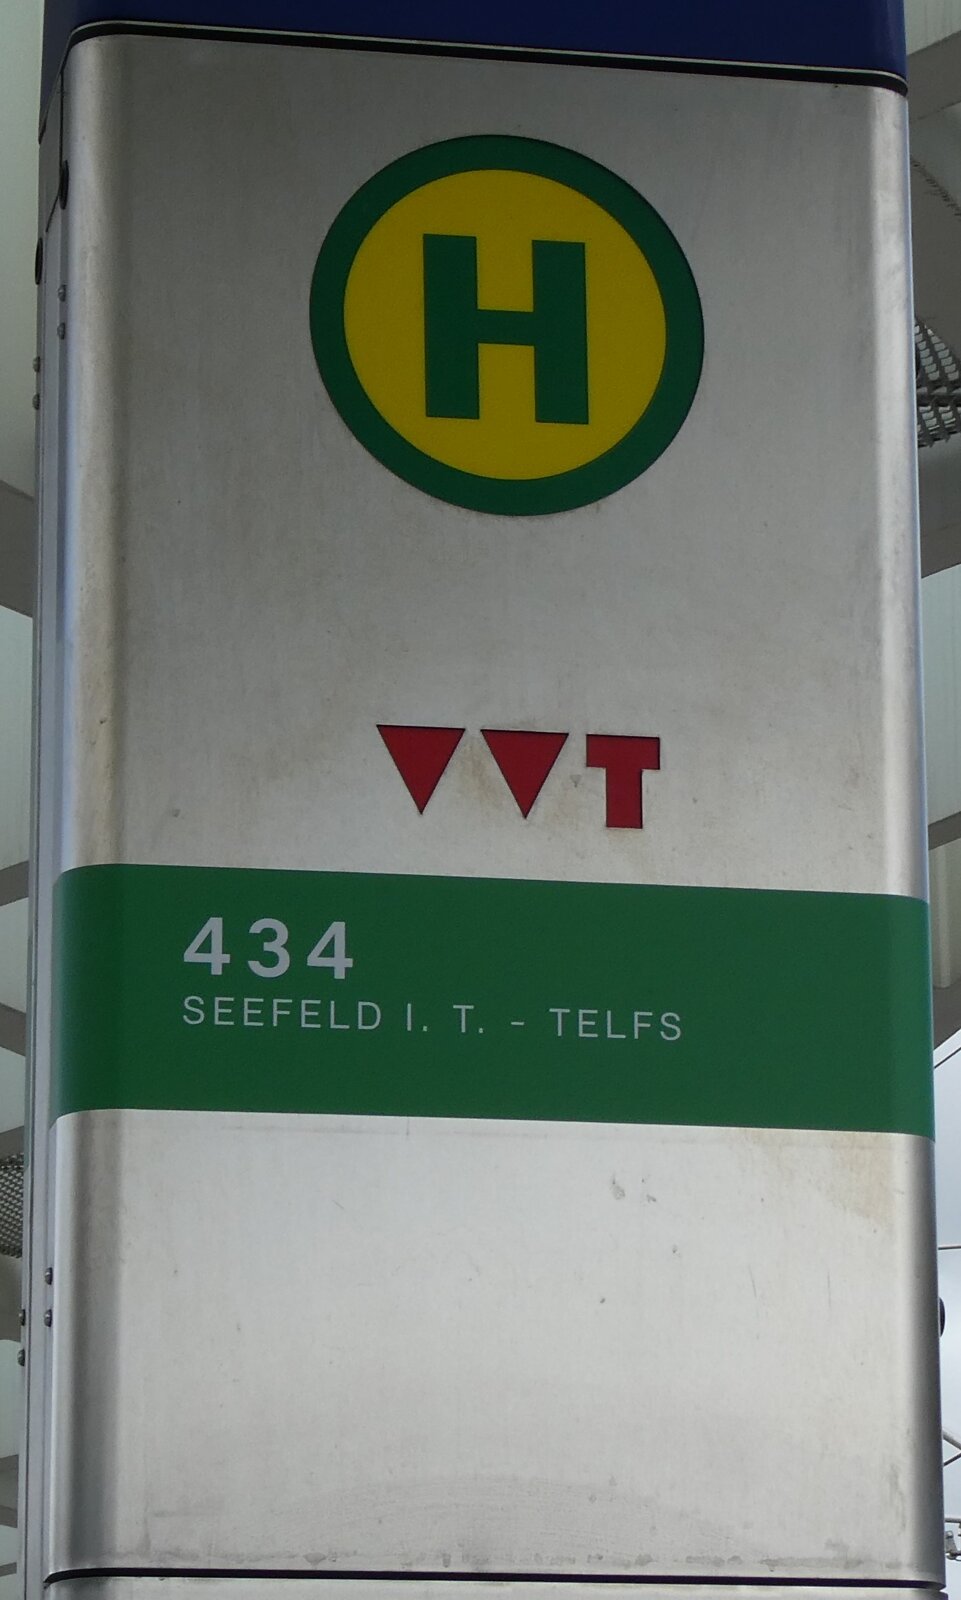 H
VVT
434
SEEFELD I. T. - TELFS